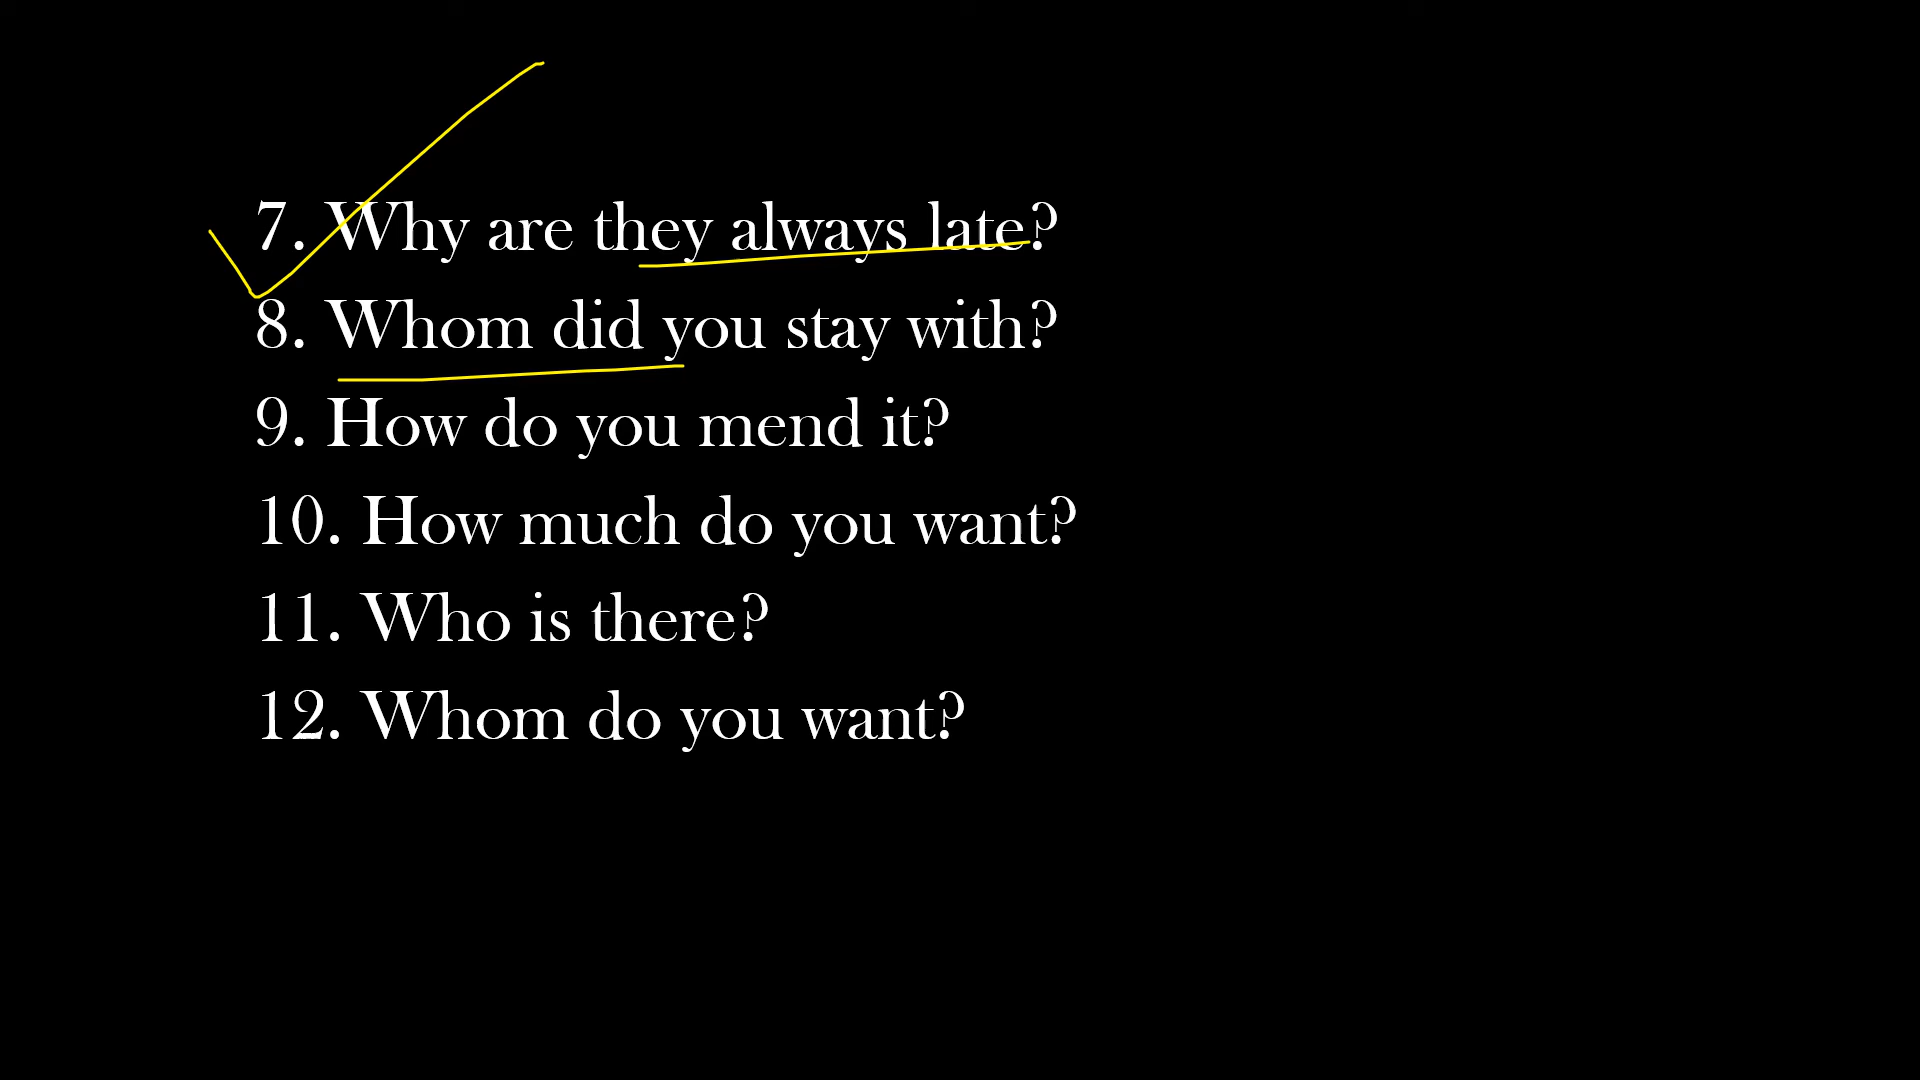 7. Why are they always late?
8. Whom did you stay with?
9. How do you mend it?
10. How much do you want?
11. Who is there?
12. Whom do you want?